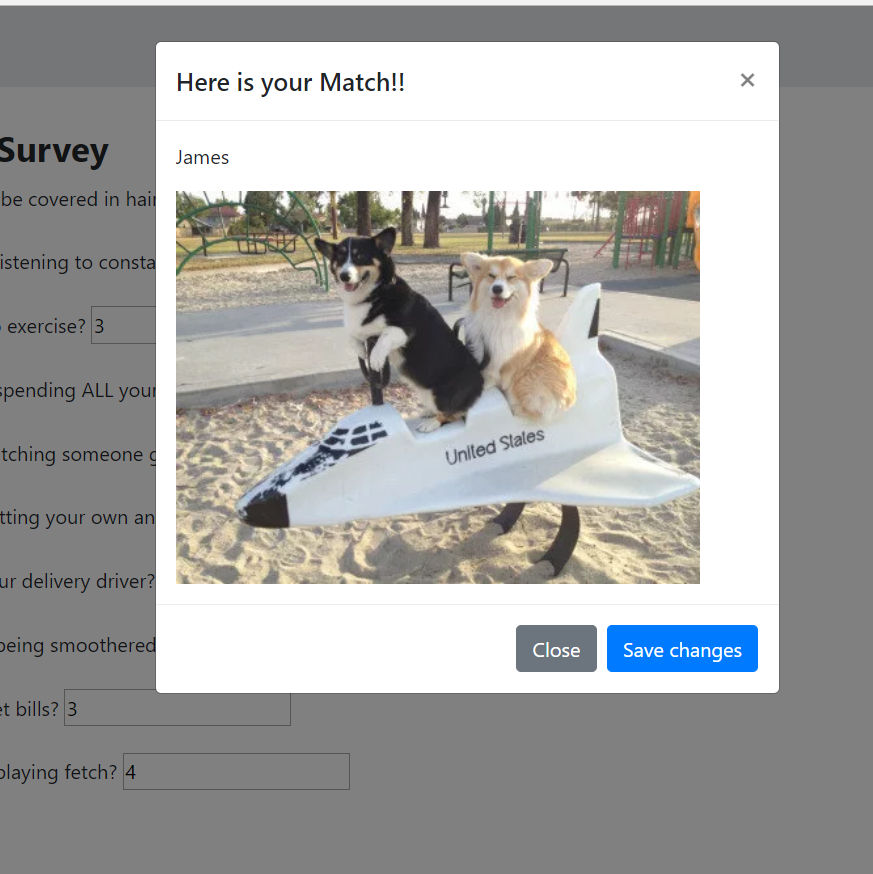 Here is your Match!!
×
Survey
be covered in hair
istening to consta
James
exercise? 3
spending ALL your
tching someone g
United States
tting your own an
ur delivery driver?
being smoothered
Close
Save changes
et bills? 3
playing fetch? 4